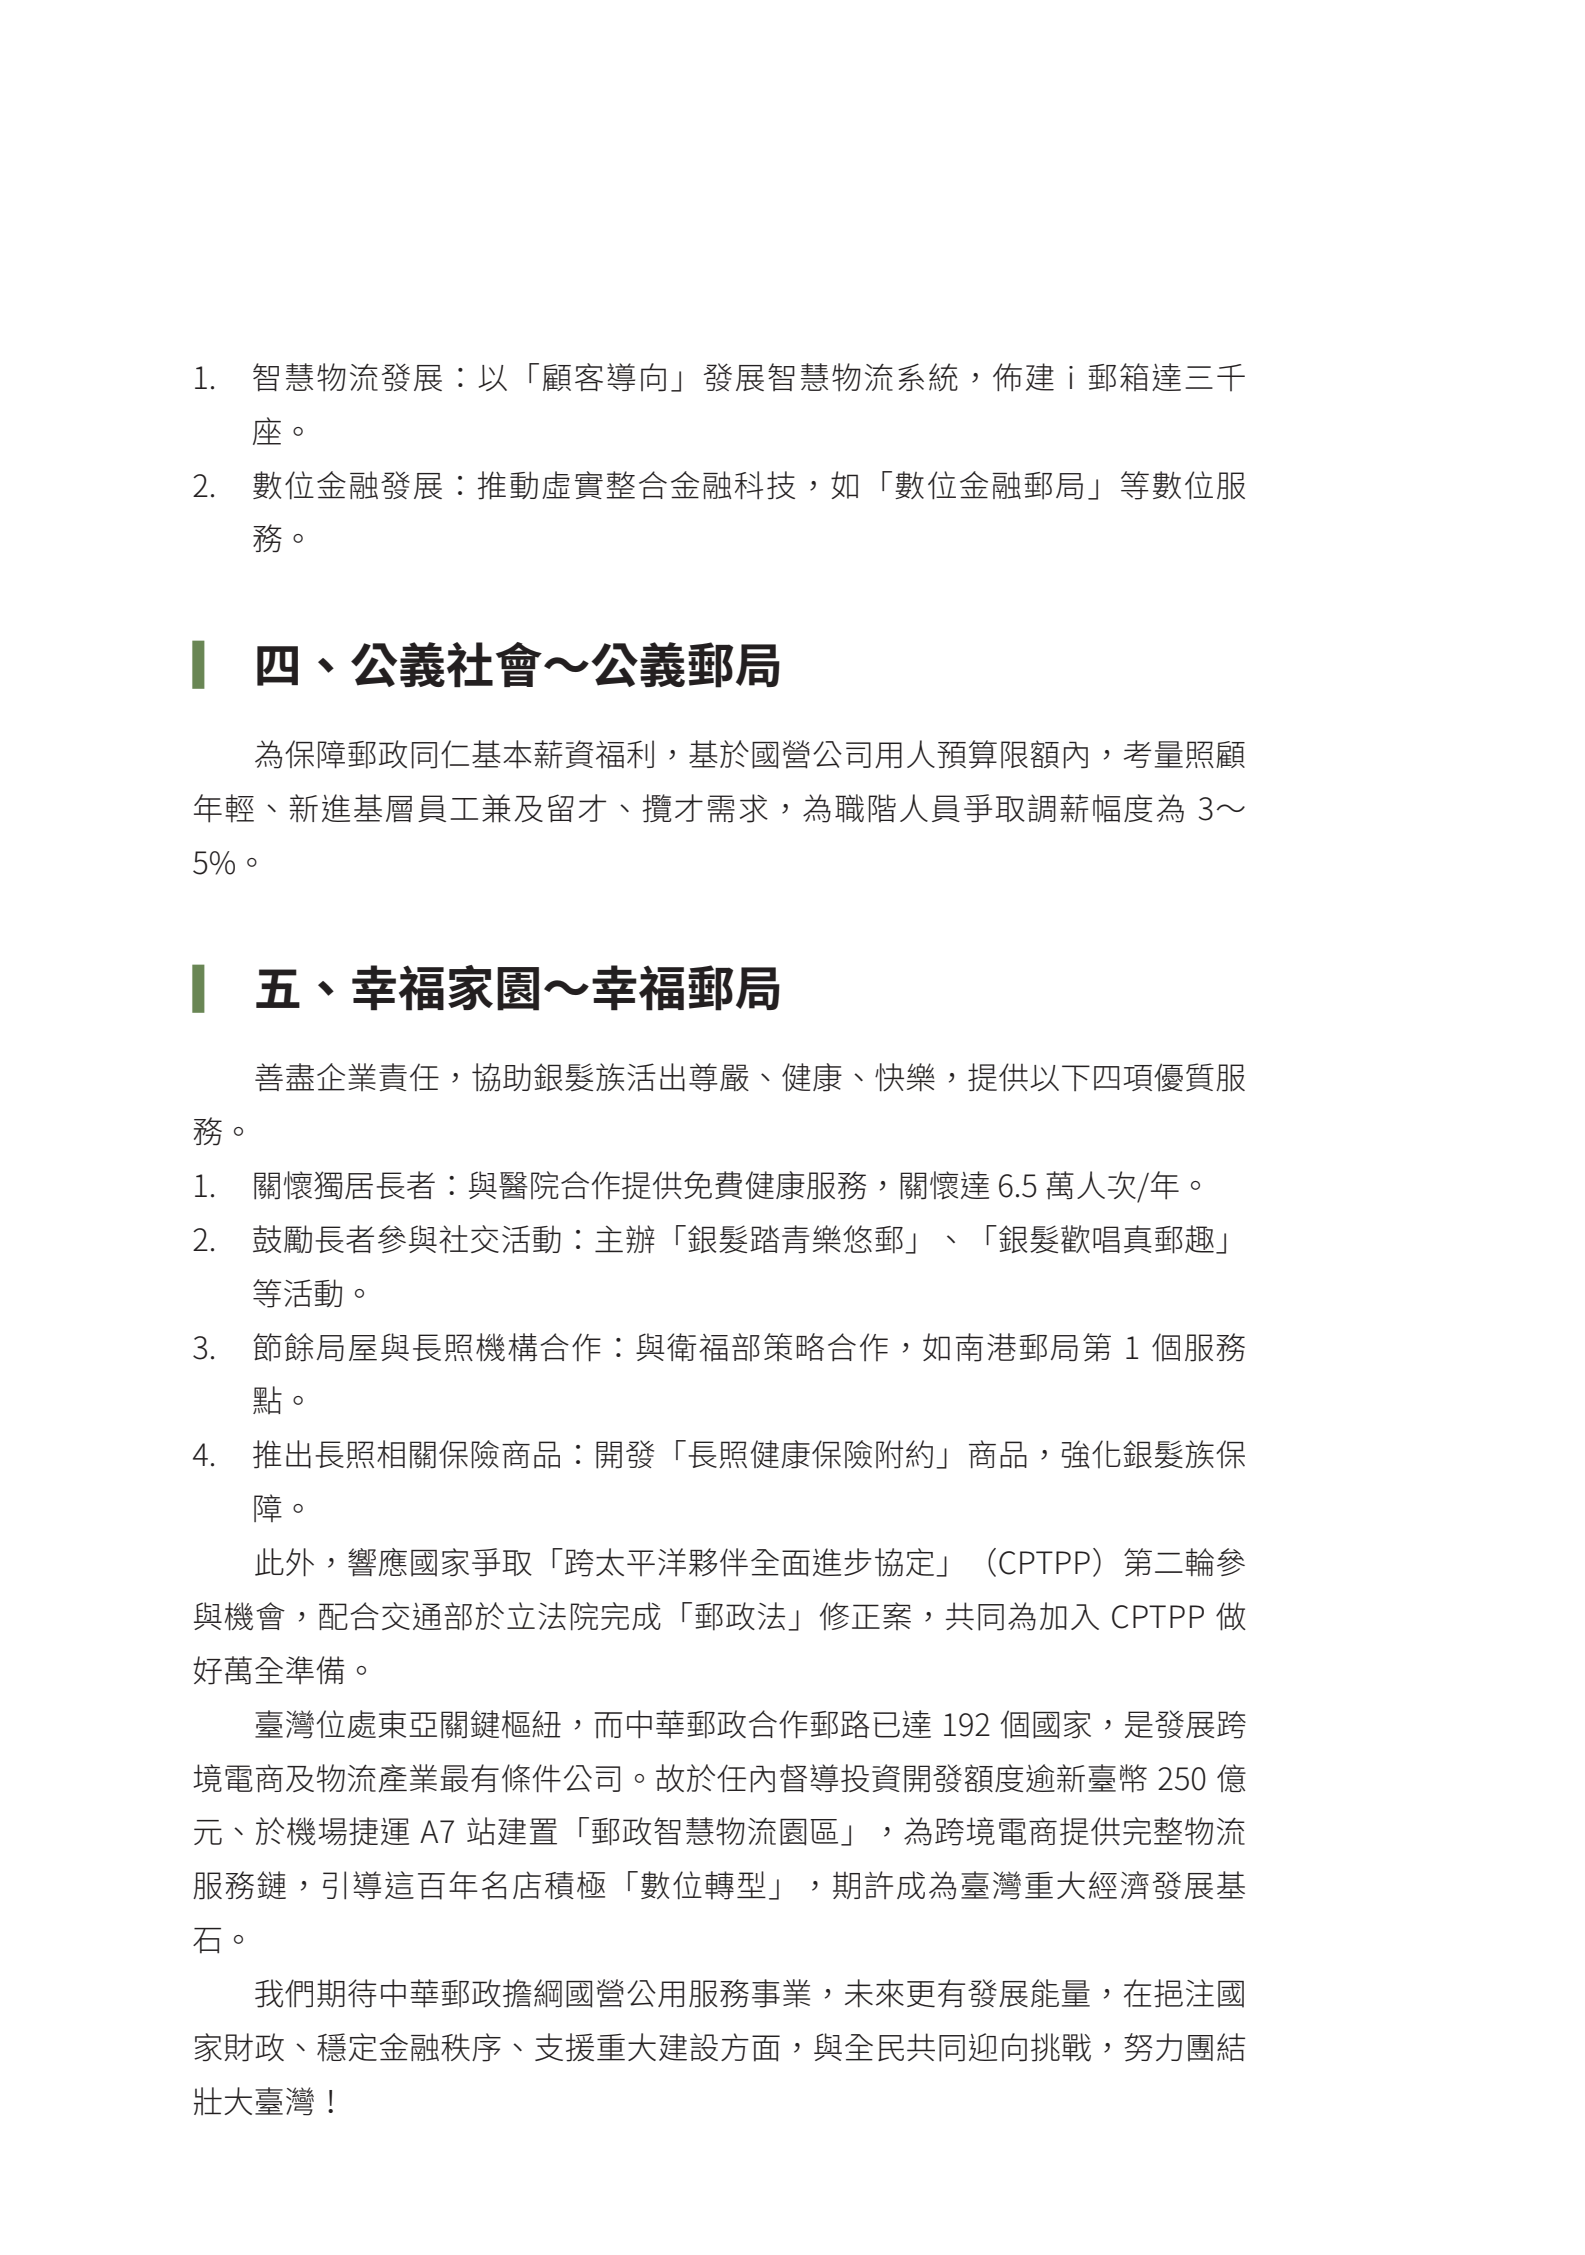 1. 智慧物流發展：以「顧客導向」發展智慧物流系統，佈建ｉ郵箱達三千
座。
2. 數位金融發展：推動虛實整合金融科技，如「數位金融郵局」等數位服
務。
四、公義社會～公義郵局
為保障郵政同仁基本薪資福利，基於國營公司用人預算限額內，考量照顧
年輕、新進基層員工兼及留才、攬才需求，為職階人員爭取調薪幅度為 3～
5%。
五、幸福家園～幸福郵局
善盡企業責任，協助銀髮族活出尊嚴、健康、快樂，提供以下四項優質服
務。
1. 關懷獨居長者：與醫院合作提供免費健康服務，關懷達 6.5 萬人次/年。
2. 鼓勵長者參與社交活動：主辦「銀髮踏青樂悠郵」、「銀髮歡唱真郵趣」
等活動。
3. 節餘局屋與長照機構合作：與衛福部策略合作，如南港郵局第 1 個服務
點。
4. 推出長照相關保險商品：開發「長照健康保險附約」商品，強化銀髮族保
障。
此外，響應國家爭取「跨太平洋夥伴全面進步協定」（CPTPP）第二輪參
與機會，配合交通部於立法院完成「郵政法」修正案，共同為加入 CPTPP 做
好萬全準備。
臺灣位處東亞關鍵樞紐，而中華郵政合作郵路已達 192 個國家，是發展跨
境電商及物流產業最有條件公司。故於任內督導投資開發額度逾新臺幣 250 億
元、於機場捷運 A7 站建置「郵政智慧物流園區」，為跨境電商提供完整物流
服務鏈，引導這百年名店積極「數位轉型」，期許成為臺灣重大經濟發展基
石。
我們期待中華郵政擔綱國營公用服務事業，未來更有發展能量，在挹注國
家財政、穩定金融秩序、支援重大建設方面，與全民共同迎向挑戰，努力團結
壯大臺灣！